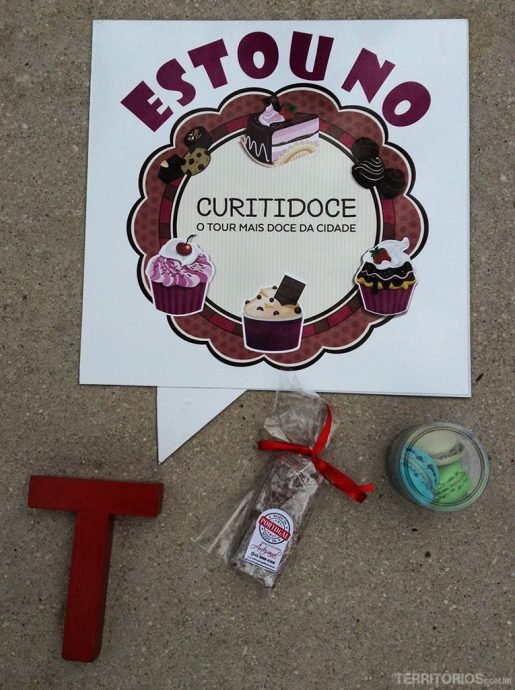 ESTOU NO
CURITIDOCE
O TOUR MAIS DOCE DA CIDADE
PORTUGAL
T
TERRITÓRIOS.COM.BR